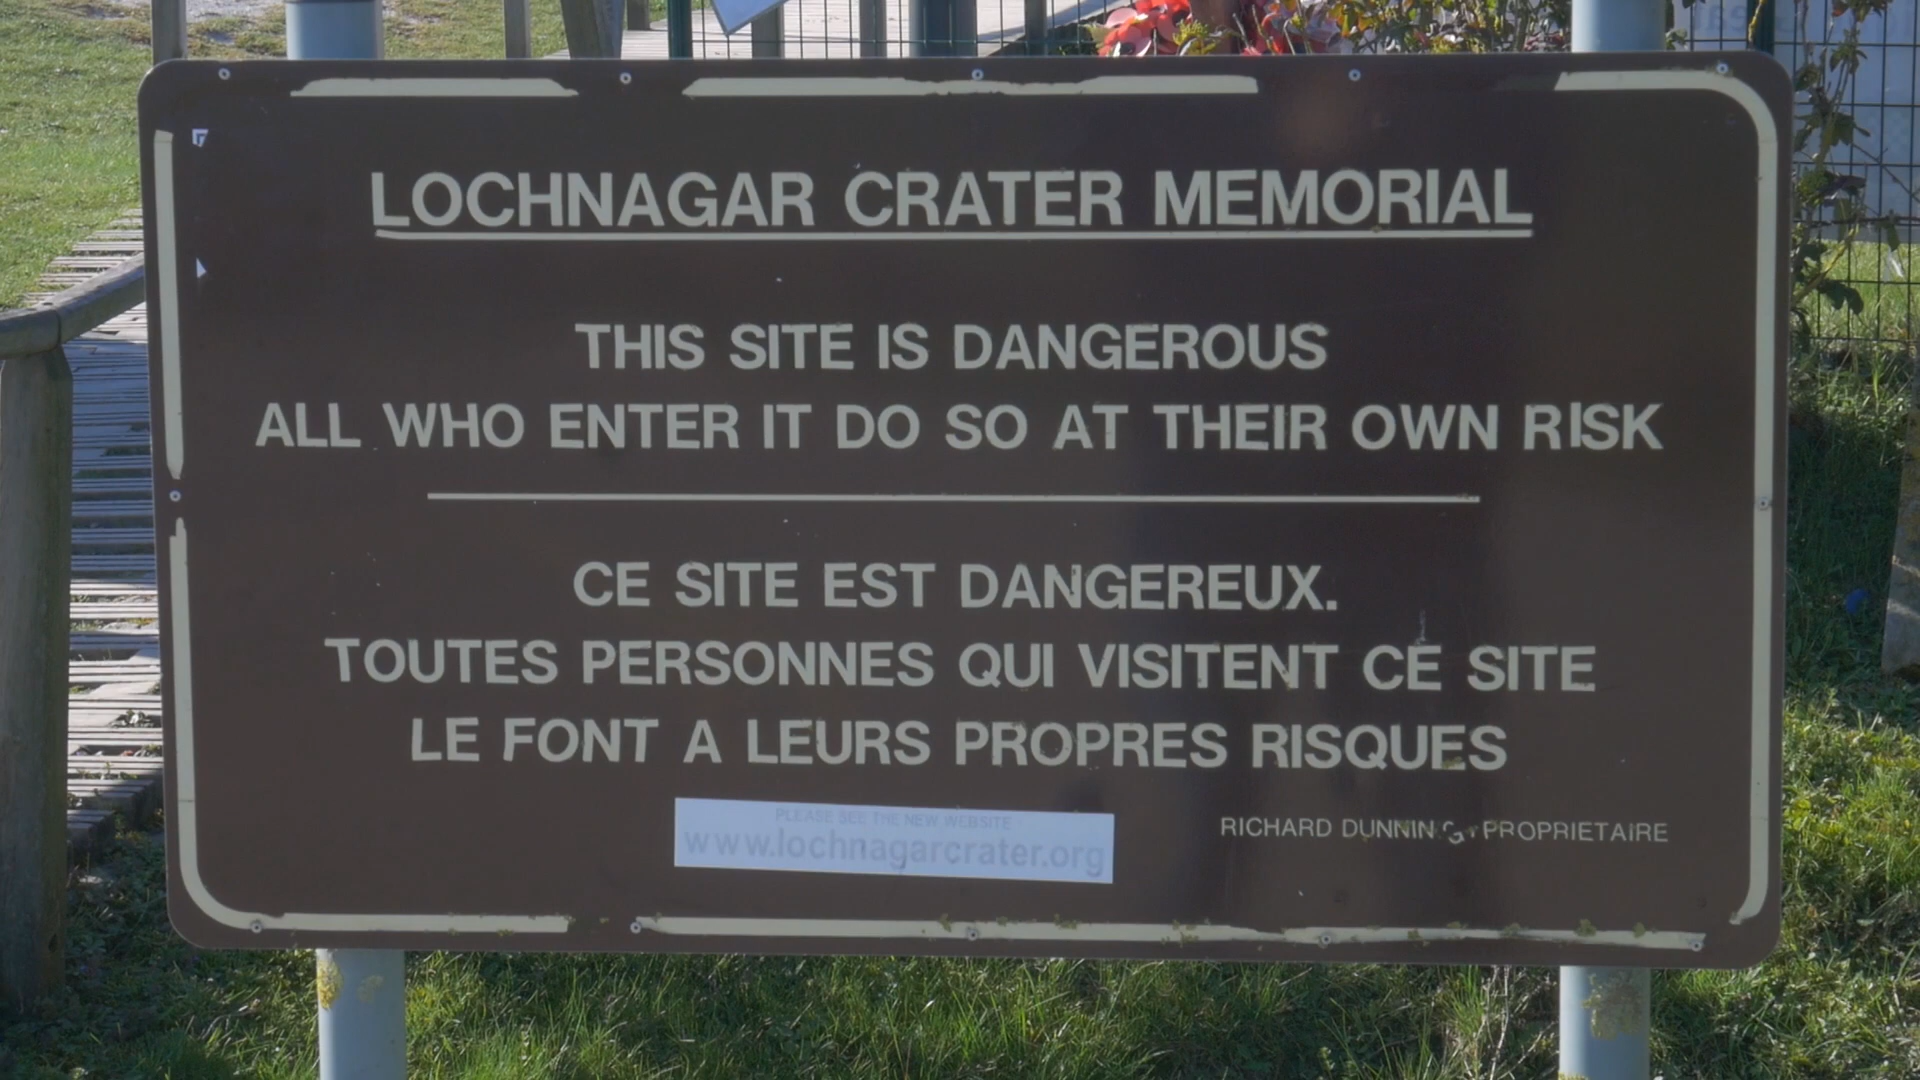 LOCHNAGAR CRATER MEMORIAL
THIS SITE IS DANGEROUS
ALL WHO ENTER IT DO SO AT THEIR OWN RISK
CE SITE EST DANGEREUX.
TOUTES PERSONNES QUI VISITENT CE SITE
LE FONT A LEURS PROPRES RISQUES
PLEASE SEE THE NEW WEBSITE
www.lochnagarcrater.org
RICHARD DUNNING, PROPRIETAIRE